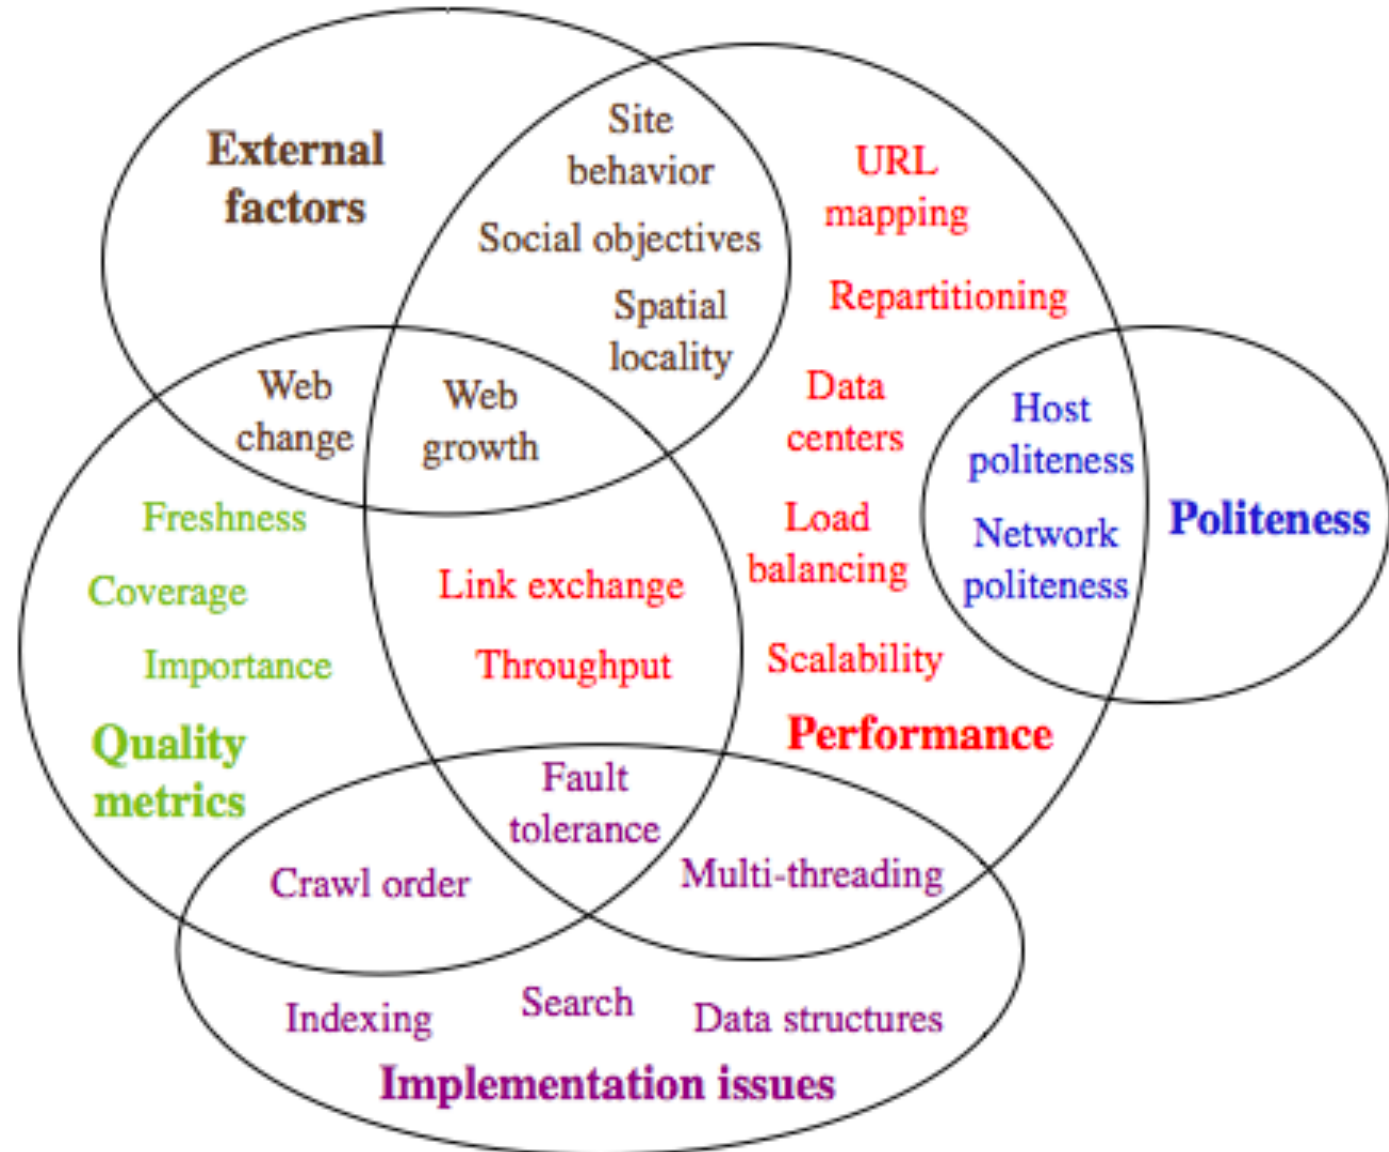 External
factors
Site
behavior
Social objectives
Spatial
locality
URL
mapping
Repartitioning
Web
change
Web
growth
Data
centers
Host
politeness
Network
politeness
Politeness
Freshness
Coverage
Importance
Quality
metrics
Link exchange
Throughput
Load
balancing
Scalability
Performance
Fault
tolerance
Crawl order
Multi-threading
Indexing
Search
Data structures
Implementation issues